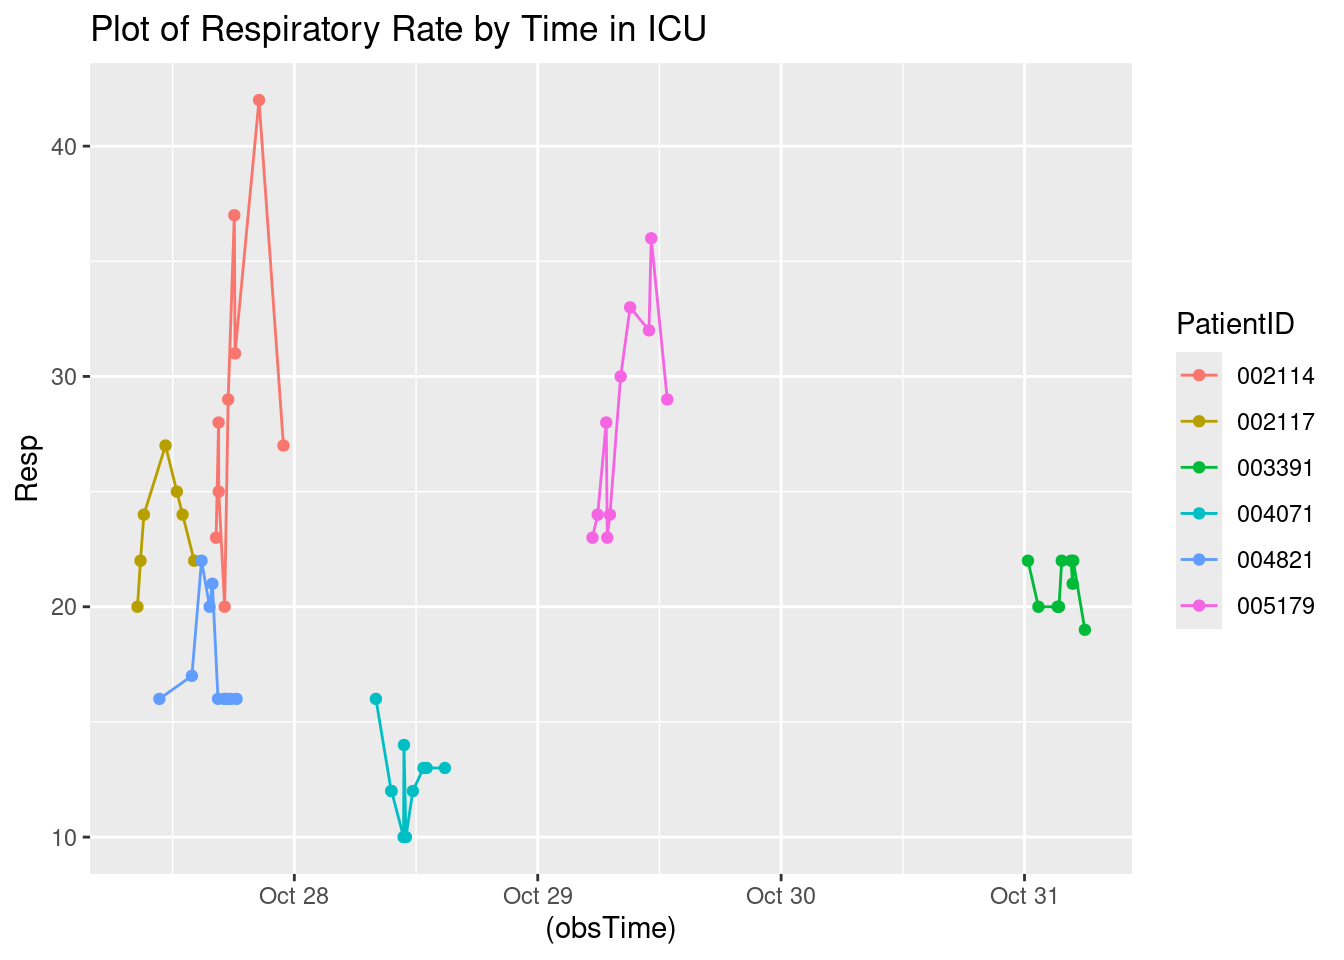 Plot of Respiratory Rate by Time in ICU
40
30
20
10
Resp
Oct 28
Oct 29
Oct 30
Oct 31
(obsTime)
PatientID
002114
002117
003391
004071
004821
005179